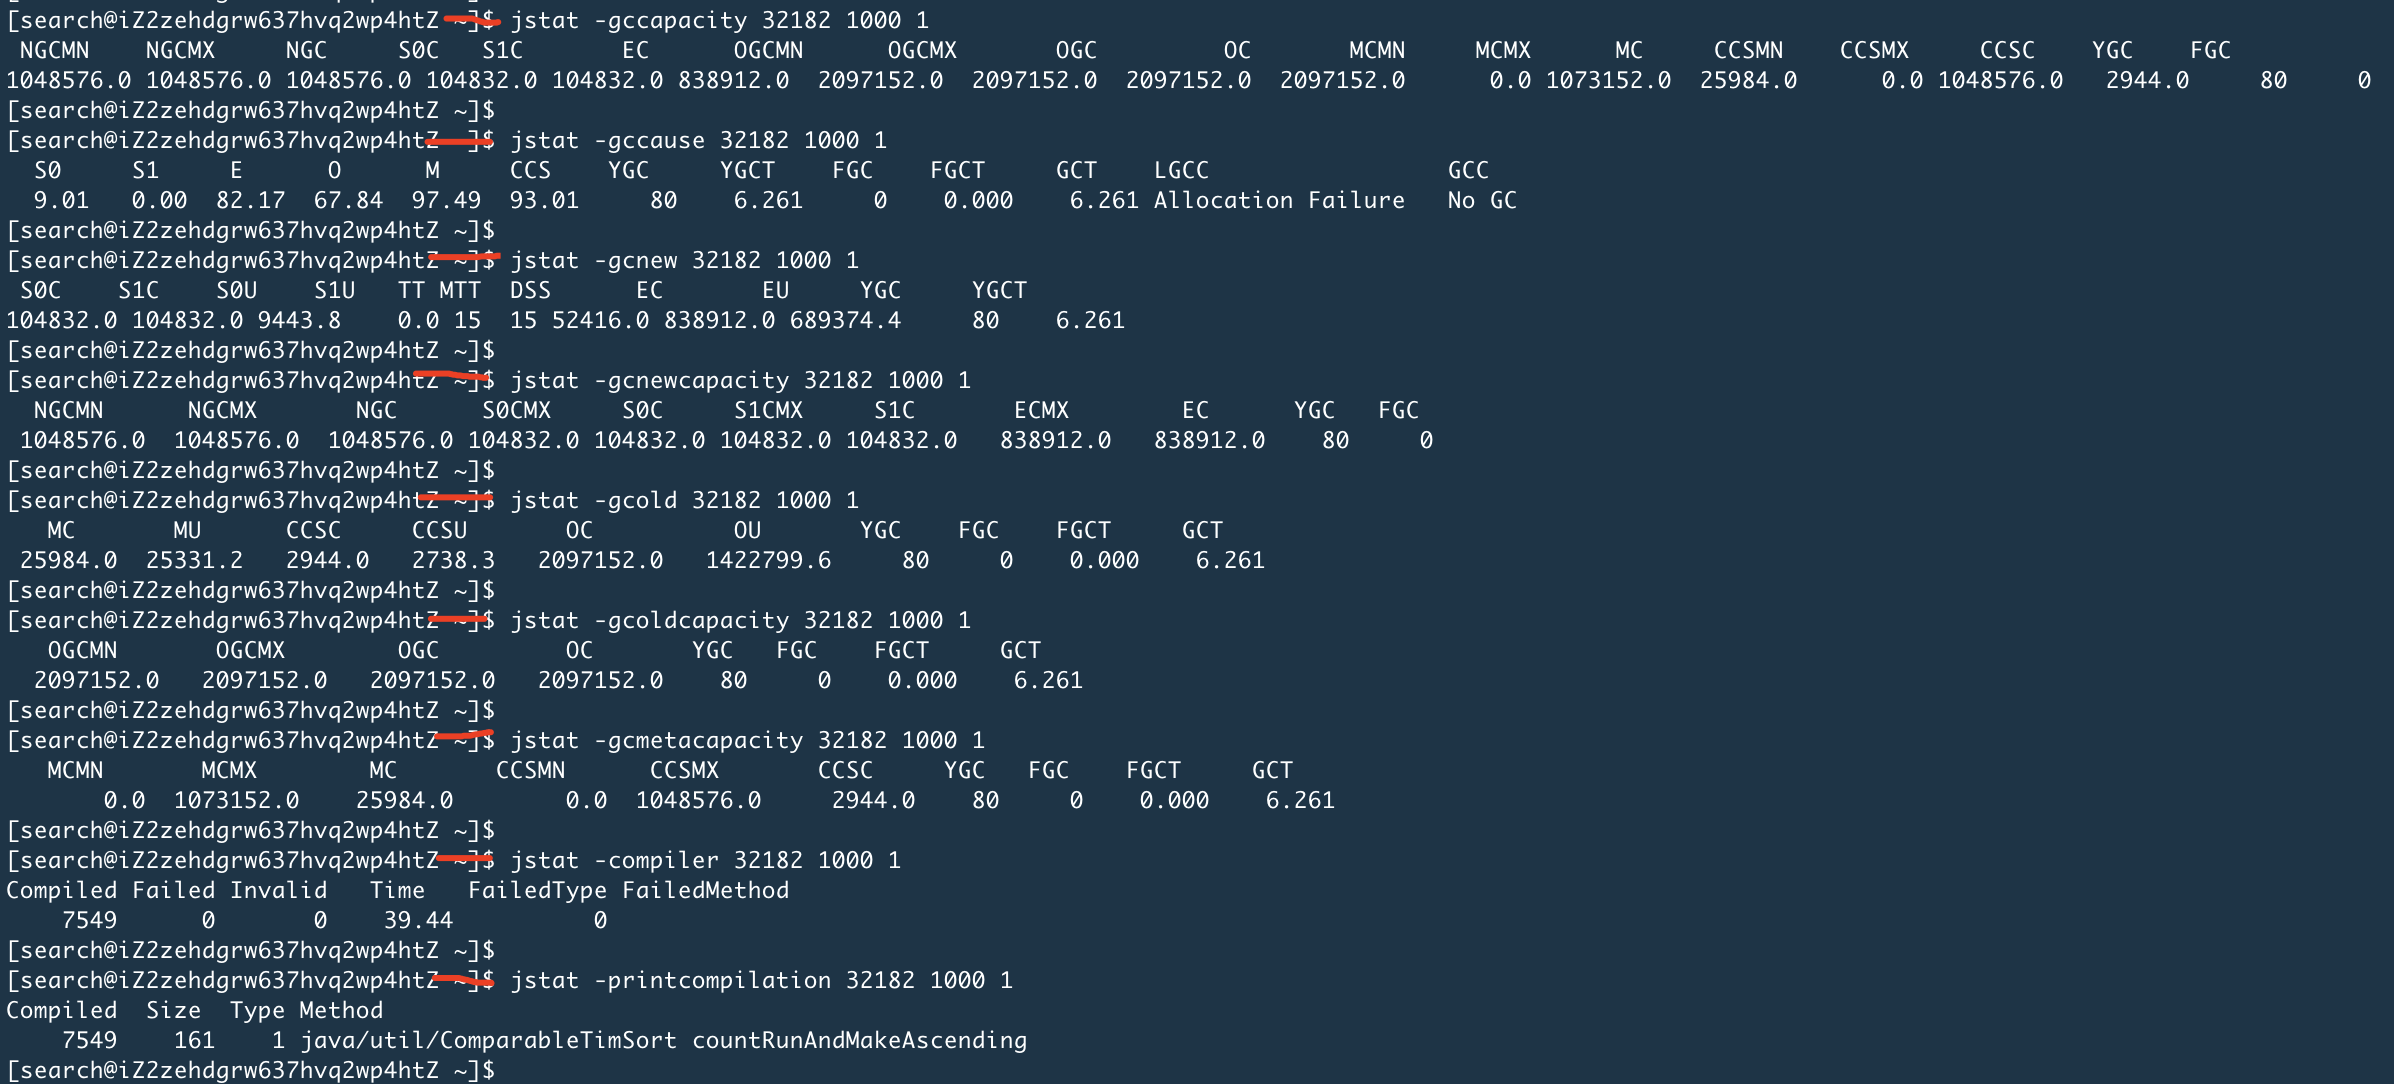 [search@iZ2zehdgrw637hvq2wp4htZ ~]$ jstat -gccapacity 32182 1000 1
NGCMN NGCMX NGC S0C S1C EC OGCMN OGCMX OGC OC MCMN MCMX MC CCSMN CCSMX CCSC YGC FGC
1048576.0 1048576.0 1048576.0 104832.0 104832.0 838912.0 2097152.0 2097152.0 2097152.0 2097152.0 0.0 1073152.0 25984.0 0.0 1048576.0 2944.0 80 0
[search@iZ2zehdgrw637hvq2wp4htZ ~]$
[search@iZ2zehdgrw637hvq2wp4htZ ~]$ jstat -gccause 32182 1000 1
S0 S1 E O M CCS YGC YGCT FGC FGCT GCT LGCC GCC
9.01 0.00 82.17 67.84 97.49 93.01 80 6.261 0 0.000 6.261 Allocation Failure No GC
[search@iZ2zehdgrw637hvq2wp4htZ ~]$
[search@iZ2zehdgrw637hvq2wp4htZ ~]$ jstat -gcnew 32182 1000 1
S0C S1C S0U S1U TT MTT DSS EC EU YGC YGCT
104832.0 104832.0 9443.8 0.0 15 15 52416.0 838912.0 689374.4 80 6.261
[search@iZ2zehdgrw637hvq2wp4htZ ~]$
[search@iZ2zehdgrw637hvq2wp4htZ ~]$ jstat -gcnewcapacity 32182 1000 1
NGCMN NGCMX NGC S0CMX S0C S1CMX S1C ECMX EC YGC FGC
1048576.0 1048576.0 1048576.0 104832.0 104832.0 104832.0 104832.0 838912.0 838912.0 80 0
[search@iZ2zehdgrw637hvq2wp4htZ ~]$
[search@iZ2zehdgrw637hvq2wp4htZ ~]$ jstat -gcold 32182 1000 1
MC MU CCSC CCSU OC OU YGC FGC FGCT GCT
25984.0 25331.2 2944.0 2738.3 2097152.0 1422799.6 80 0 0.000 6.261
[search@iZ2zehdgrw637hvq2wp4htZ ~]$
[search@iZ2zehdgrw637hvq2wp4htZ ~]$ jstat -gcoldcapacity 32182 1000 1
OGCMN OGCMX OGC OC YGC FGC FGCT GCT
2097152.0 2097152.0 2097152.0 2097152.0 80 0 0.000 6.261
[search@iZ2zehdgrw637hvq2wp4htZ ~]$
[search@iZ2zehdgrw637hvq2wp4htZ ~]$ jstat -gcmetacapacity 32182 1000 1
MCMN MCMX MC CCSMN CCSMX CCSC YGC FGC FGCT GCT
0.0 1073152.0 25984.0 0.0 1048576.0 2944.0 80 0 0.000 6.261
[search@iZ2zehdgrw637hvq2wp4htZ ~]$
[search@iZ2zehdgrw637hvq2wp4htZ ~]$ jstat -compiler 32182 1000 1
Compiled Failed Invalid Time FailedType FailedMethod
7549 0 0 39.44 0
[search@iZ2zehdgrw637hvq2wp4htZ ~]$
[search@iZ2zehdgrw637hvq2wp4htZ ~]$ jstat -printcompilation 32182 1000 1
Compiled Size Type Method
7549 161 1 java/util/ComparableTimSort countRunAndMakeAscending
[search@iZ2zehdgrw637hvq2wp4htZ ~]$